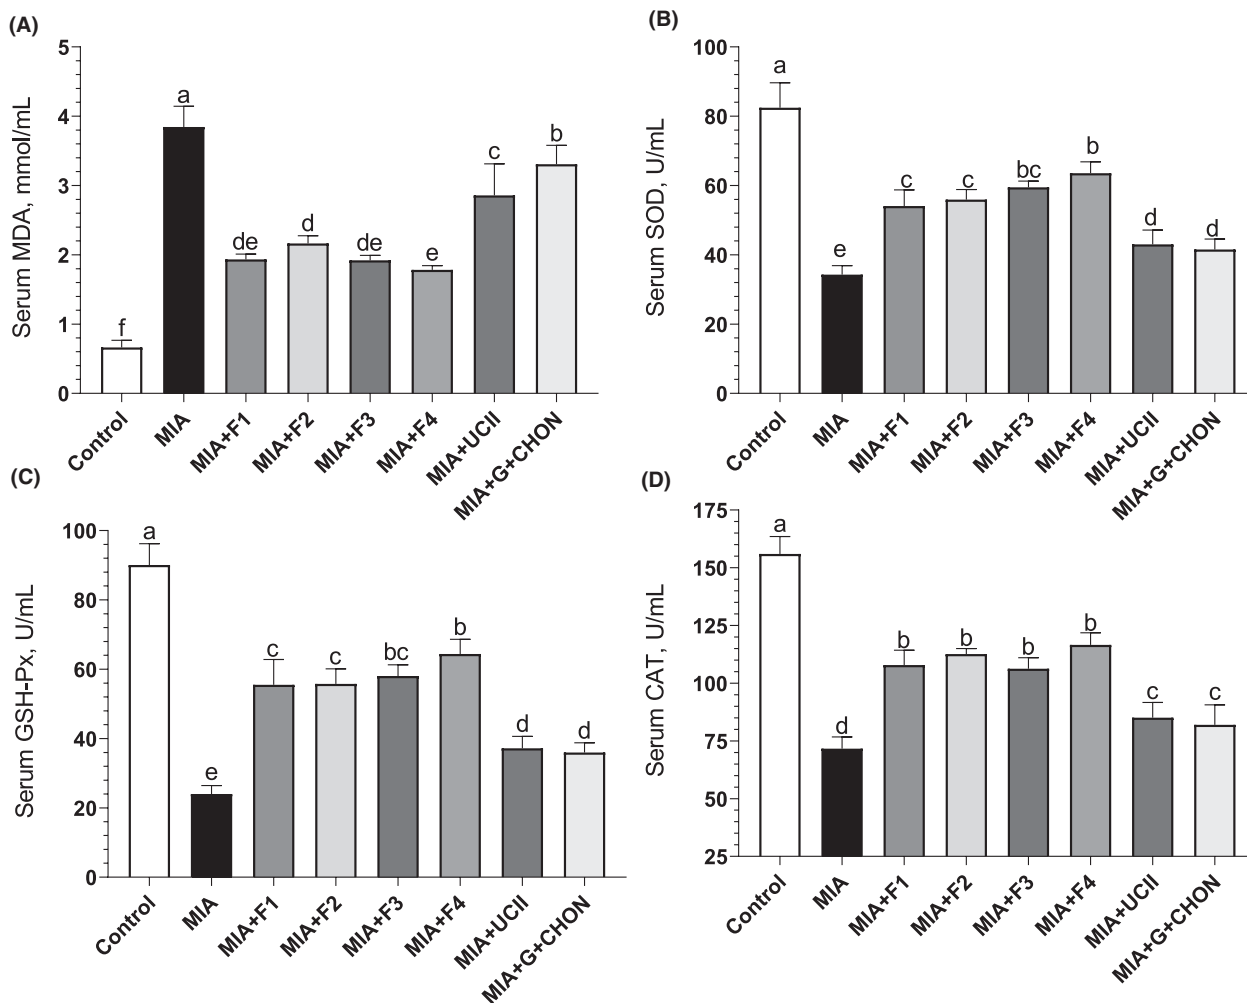 (A)
Serum MDA, mmol/mL
5
4
3
2
1
0
f
a
de
d
de
e
c
b
Control
MIA
MIA+F1
MIA+F2
MIA+F3
MIA+F4
MIA+UCII
MIA+G+CHON
(B)
Serum SOD, U/mL
100
80
60
40
20
0
a
e
c
c
bc
b
d
d
Control
MIA
MIA+F1
MIA+F2
MIA+F3
MIA+F4
MIA+UCII
MIA+G+CHON
(C)
Serum GSH-Px, U/mL
100
80
60
40
20
0
a
e
c
c
bc
b
d
d
Control
MIA
MIA+F1
MIA+F2
MIA+F3
MIA+F4
MIA+UCII
MIA+G+CHON
(D)
Serum CAT, U/mL
175
150
125
100
75
50
25
a
d
b
b
b
b
c
c
Control
MIA
MIA+F1
MIA+F2
MIA+F3
MIA+F4
MIA+UCII
MIA+G+CHON